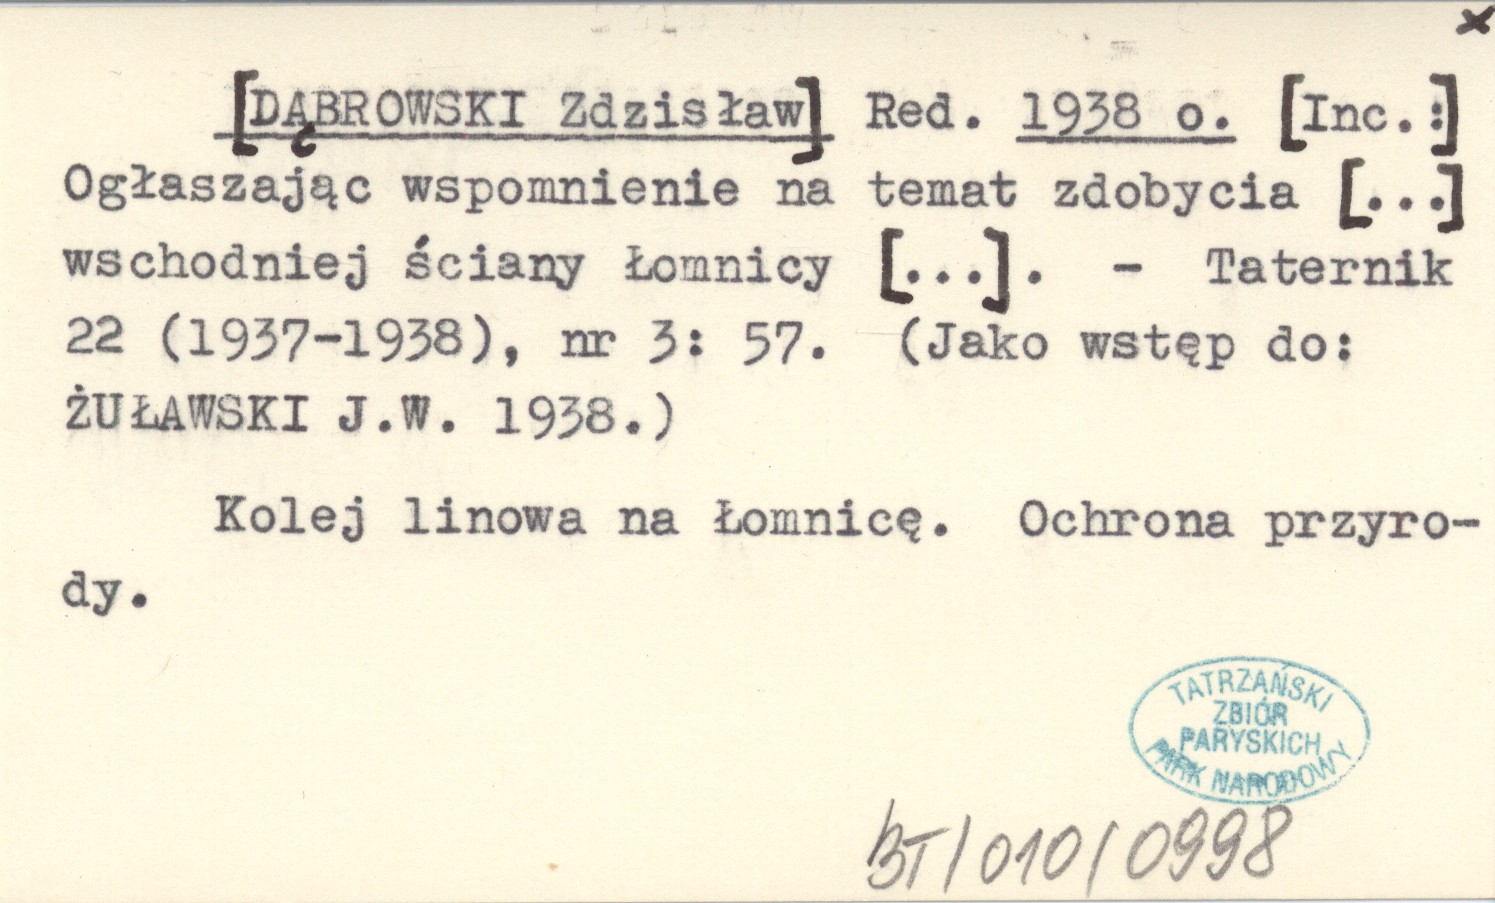 x
[DĄBROWSKI Zdzisław] Red. 1938 o. [Inc.:]
Ogłaszając wspomnienie na temat zdobycia [...]
wschodniej ściany Łomnicy [...]. - Taternik
22 (1937-1938), nr 3: 57. (Jako wstęp do:
ŻUŁAWSKI J.W. 1938.)
Kolej linowa na Łomnicę. Ochrona przyro-
dy.
TATRZAŃSKI
ZBIÓR
PARYSKICH
PARK NARODOWY
BT/010/0998